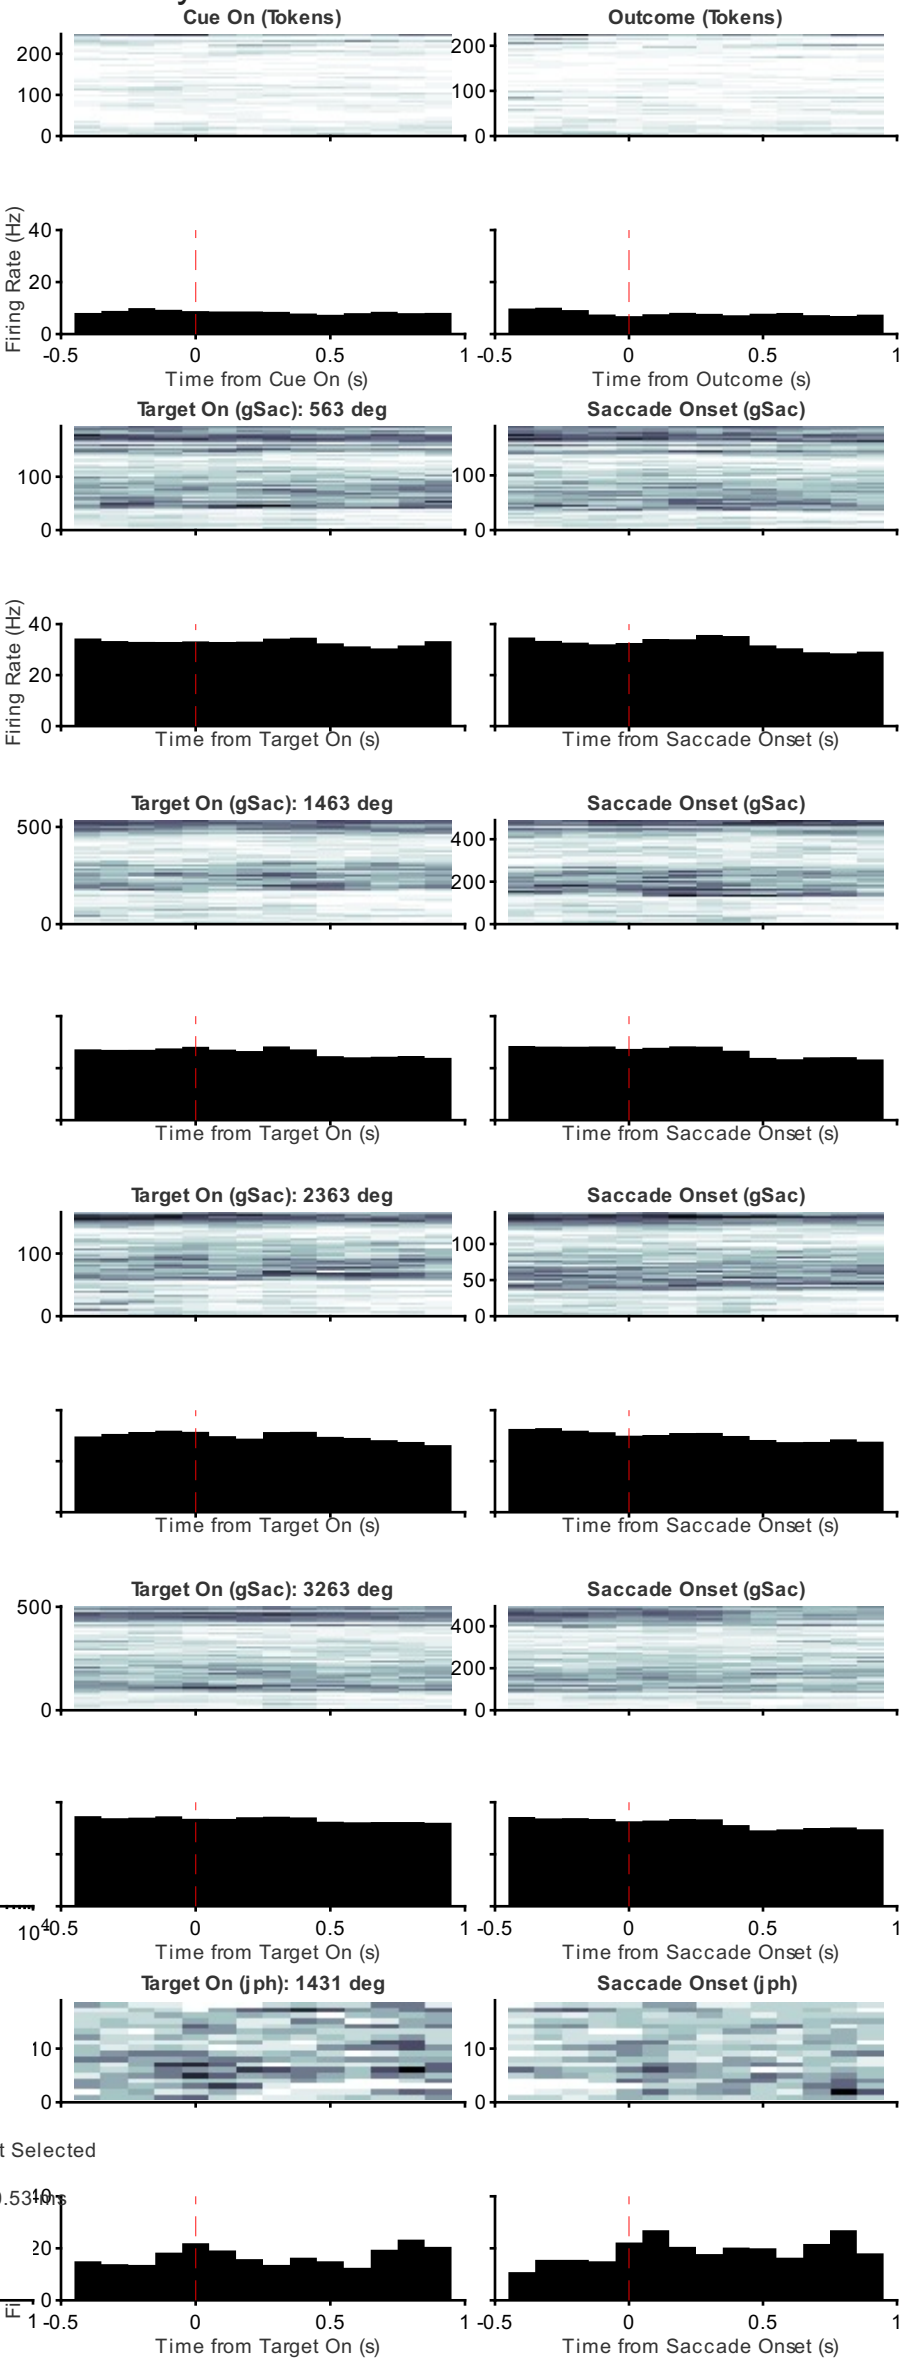 Cue On (Tokens)
Outcome (Tokens)
200
100
0
200
100
0
Firing Rate (Hz)
40
20
0
-0.5 0 0.5 1
-0.5 0 0.5 1
Time from Cue On (s)
Time from Outcome (s)
Target On (gSac): 563 deg
Saccade Onset (gSac)
100
0
100
0
Firing Rate (Hz)
40
20
0
Time from Target On (s)
Time from Saccade Onset (s)
Target On (gSac): 1463 deg
Saccade Onset (gSac)
500
0
400
200
0
Time from Target On (s)
Time from Saccade Onset (s)
Target On (gSac): 2363 deg
Saccade Onset (gSac)
100
0
100
50
0
Time from Target On (s)
Time from Saccade Onset (s)
Target On (gSac): 3263 deg
Saccade Onset (gSac)
500
0
400
200
0
10⁴
-0.5 0 0.5 1
-0.5 0 0.5 1
Time from Target On (s)
Time from Saccade Onset (s)
Target On (jph): 1431 deg
Saccade Onset (jph)
10
0
10
0
t Selected
.53 ms
40
20
0
Fi
1
-0.5 0 0.5 1
-0.5 0 0.5 1
Time from Target On (s)
Time from Saccade Onset (s)